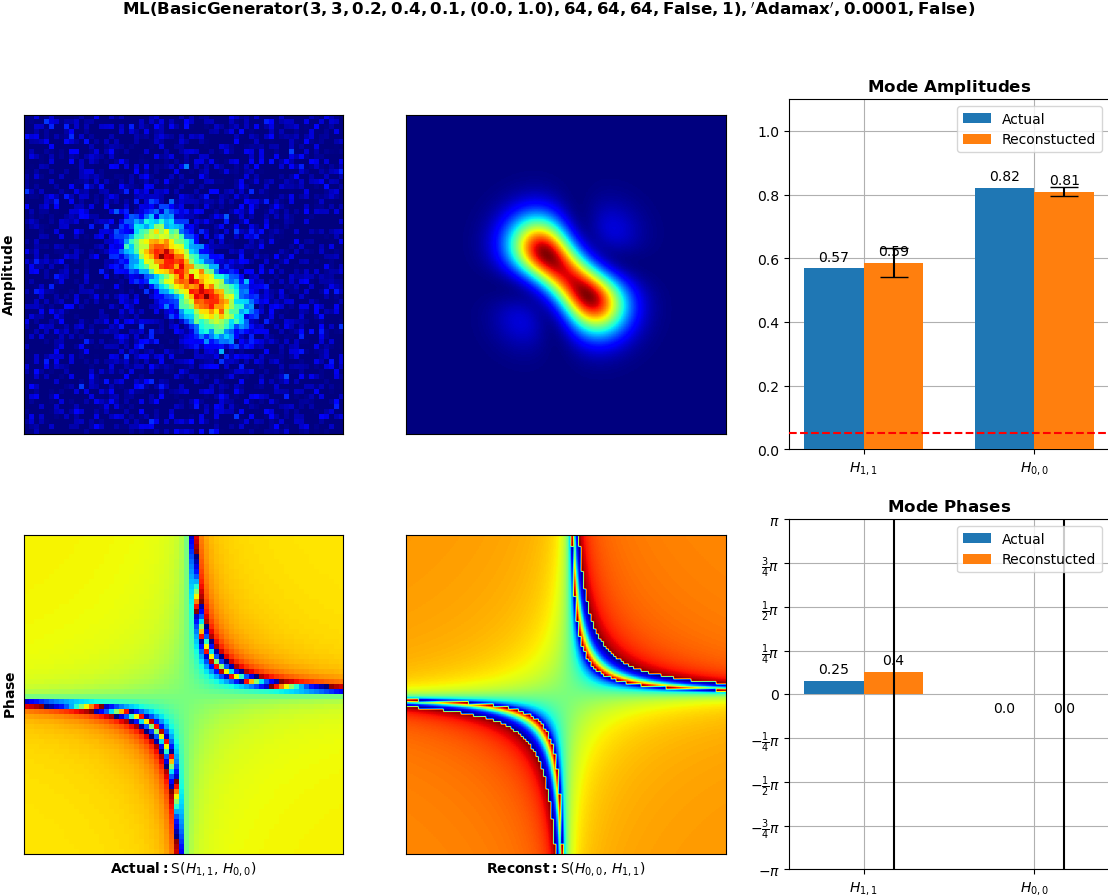 ML(BasicGenerator(3, 3, 0.2, 0.4, 0.1, (0.0, 1.0), 64, 64, 64, False, 1), ′Adamax′, 0.0001, False)
Amplitude
Mode Amplitudes
Actual
Reconstucted
1.0
0.8
0.6
0.4
0.2
0.0
0.57
0.59
0.82
0.81
H1, 1
H0, 0
Phase
Actual: S(H1, 1, H0, 0)
Reconst: S(H0, 0, H1, 1)
Mode Phases
Actual
Reconstucted
π
3/4π
1/2π
1/4π
0
−1/4π
−1/2π
−3/4π
−π
0.25
0.4
0.0
0.0
H1, 1
H0, 0